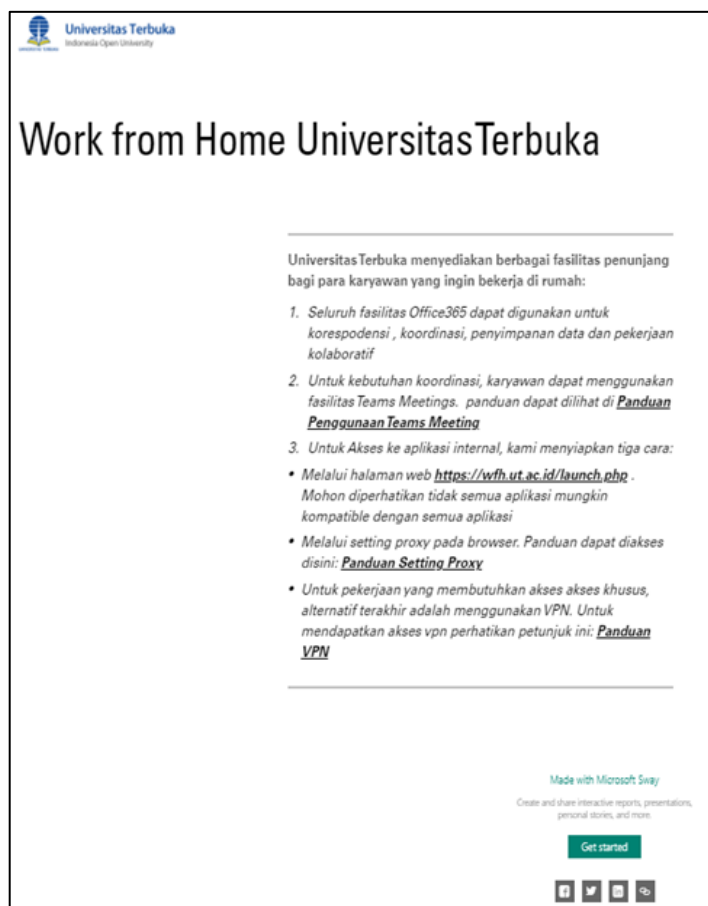 Universitas Terbuka
Indonesia Open University
UNIVERSITAS TERBUKA
Work from Home Universitas Terbuka
Universitas Terbuka menyediakan berbagai fasilitas penunjang
bagi para karyawan yang ingin bekerja di rumah:
1. Seluruh fasilitas Office365 dapat digunakan untuk
korespodensi , koordinasi, penyimpanan data dan pekerjaan
kolaboratif
2. Untuk kebutuhan koordinasi, karyawan dapat menggunakan
fasilitas Teams Meetings. panduan dapat dilihat di Panduan
Penggunaan Teams Meeting
3. Untuk Akses ke aplikasi internal, kami menyiapkan tiga cara:
• Melalui halaman web https://wfh.ut.ac.id/launch.php .
Mohon diperhatikan tidak semua aplikasi mungkin
kompatible dengan semua aplikasi
• Melalui setting proxy pada browser. Panduan dapat diakses
disini: Panduan Setting Proxy
• Untuk pekerjaan yang membutuhkan akses akses khusus,
alternatif terakhir adalah menggunakan VPN. Untuk
mendapatkan akses vpn perhatikan petunjuk ini: Panduan
VPN
Made with Microsoft Sway
Create and share interactive reports, presentations,
personal stories, and more.
Get started